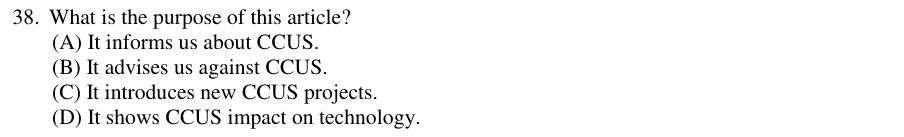 38. What is the purpose of this article?
(A) It informs us about CCUS.
(B) It advises us against CCUS.
(C) It introduces new CCUS projects.
(D) It shows CCUS impact on technology.